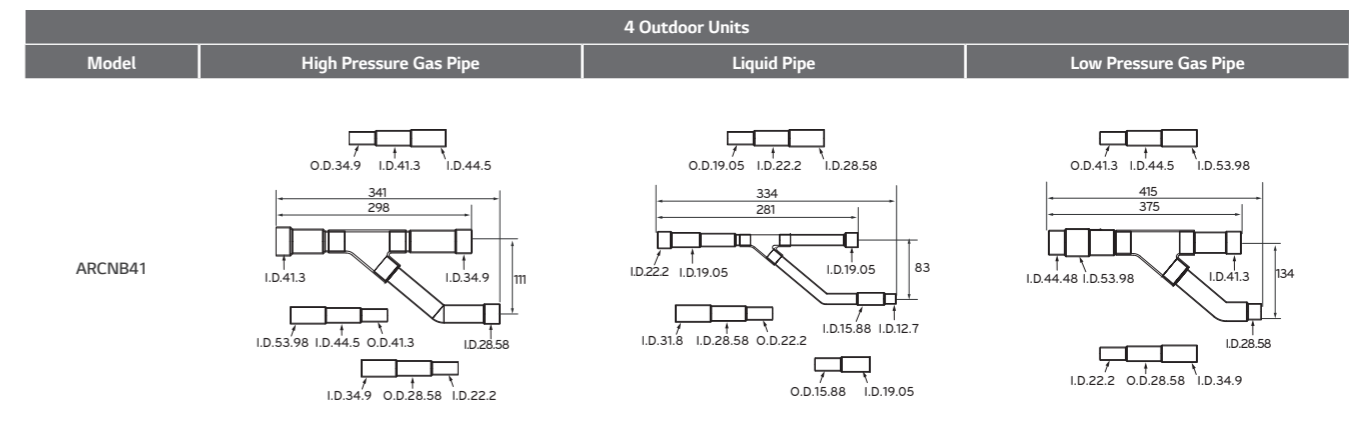 4 Outdoor Units
Model High Pressure Gas Pipe Liquid Pipe Low Pressure Gas Pipe
ARCNB41
O.D.34.9 I.D.41.3 I.D.44.5
341
298
I.D.41.3 I.D.34.9 111
I.D.53.98 I.D.44.5 O.D.41.3 I.D.28.58
I.D.34.9 O.D.28.58 I.D.22.2
O.D.19.05 I.D.22.2 I.D.28.58
334
281
I.D.22.2 I.D.19.05 I.D.19.05 83
I.D.15.88 I.D.12.7
I.D.31.8 I.D.28.58 O.D.22.2
O.D.15.88 I.D.19.05
O.D.41.3 I.D.44.5 I.D.53.98
415
375
I.D.44.48 I.D.53.98 I.D.41.3 134
I.D.28.58
I.D.22.2 O.D.28.58 I.D.34.9